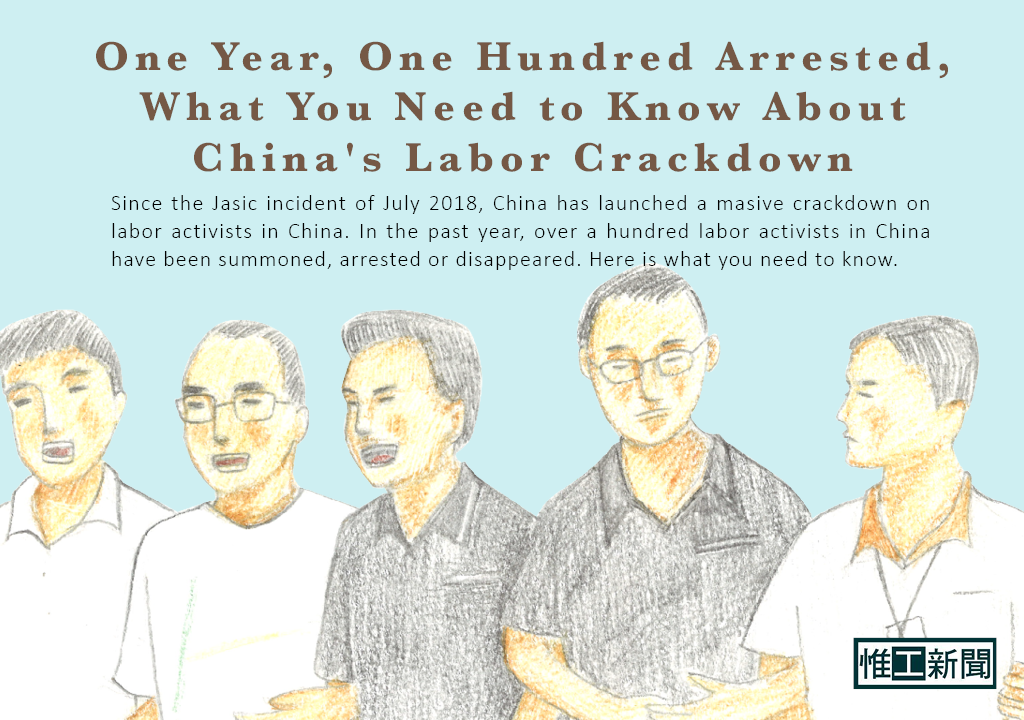 One Year, One Hundred Arrested,
What You Need to Know About
China's Labor Crackdown
Since the Jasic incident of July 2018, China has launched a masive crackdown on
labor activists in China. In the past year, over a hundred labor activists in China
have been summoned, arrested or disappeared. Here is what you need to know.
惟工新聞